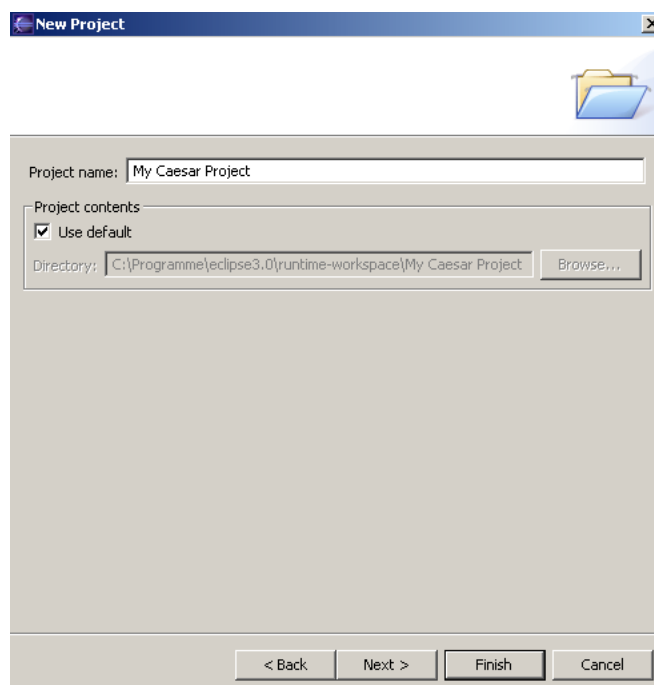 New Project
Project name: My Caesar Project
Project contents
Use default
Directory: C:\Programme\eclipse3.0\runtime-workspace\My Caesar Project Browse...
< Back Next > Finish Cancel